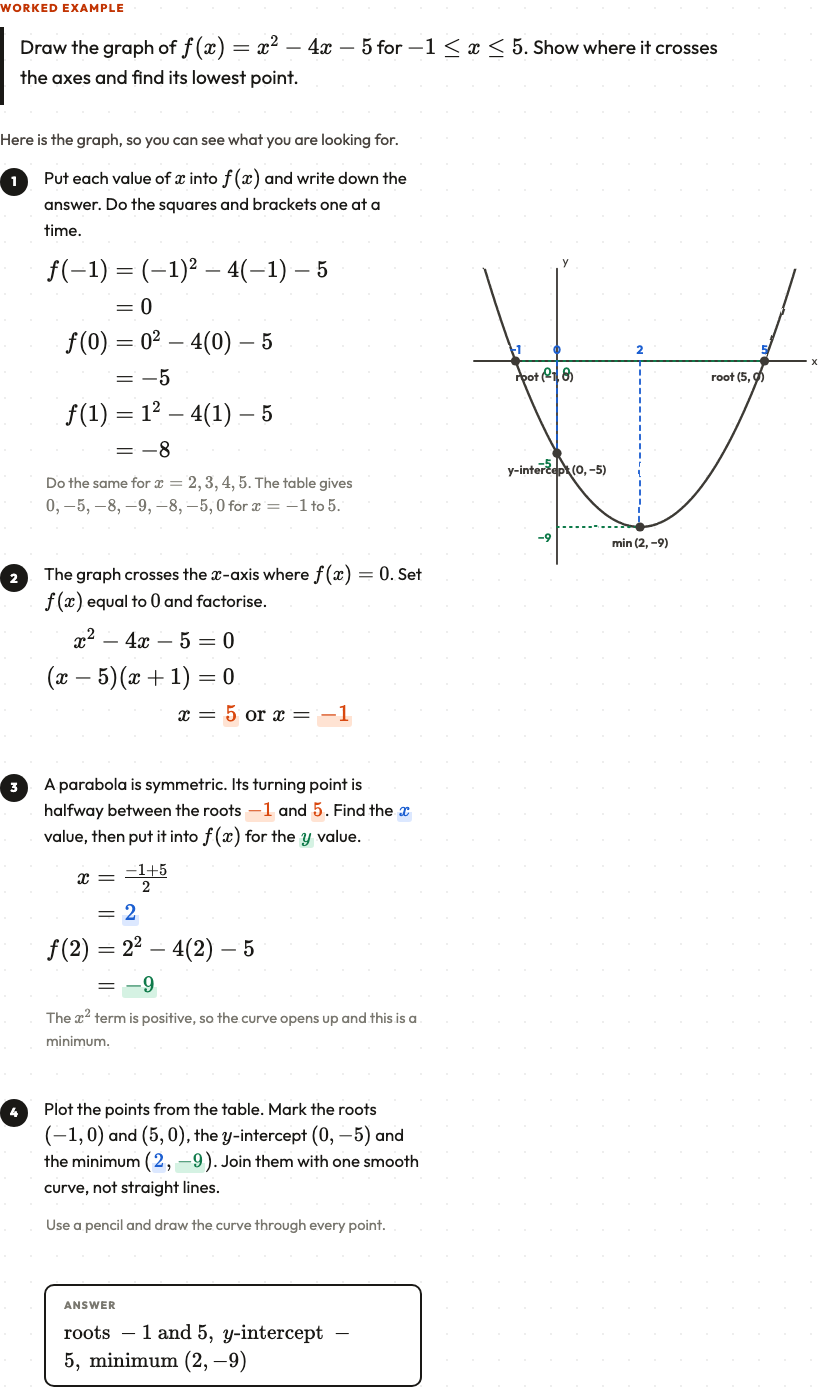 WORKED EXAMPLE
Draw the graph of f(x) = x² − 4x − 5 for −1 ≤ x ≤ 5. Show where it crosses
the axes and find its lowest point.
Here is the graph, so you can see what you are looking for.
1
Put each value of x into f(x) and write down the
answer. Do the squares and brackets one at a
time.
f(−1) = (−1)² − 4(−1) − 5
= 0
f(0) = 0² − 4(0) − 5
= −5
f(1) = 1² − 4(1) − 5
= −8
Do the same for x = 2, 3, 4, 5. The table gives
0, −5, −8, −9, −8, −5, 0 for x = −1 to 5.
y
−1 0 2 5
x
0 0
root (−1, 0) root (5, 0)
−5
y-intercept (0, −5)
−9
min (2, −9)
2
The graph crosses the x-axis where f(x) = 0. Set
f(x) equal to 0 and factorise.
x² − 4x − 5 = 0
(x − 5)(x + 1) = 0
x = 5 or x = −1
3
A parabola is symmetric. Its turning point is
halfway between the roots −1 and 5. Find the x
value, then put it into f(x) for the y value.
x = −1+5/2
= 2
f(2) = 2² − 4(2) − 5
= −9
The x² term is positive, so the curve opens up and this is a
minimum.
4
Plot the points from the table. Mark the roots
(−1, 0) and (5, 0), the y-intercept (0, −5) and
the minimum (2, −9). Join them with one smooth
curve, not straight lines.
Use a pencil and draw the curve through every point.
ANSWER
roots − 1 and 5, y-intercept −
5, minimum (2, −9)